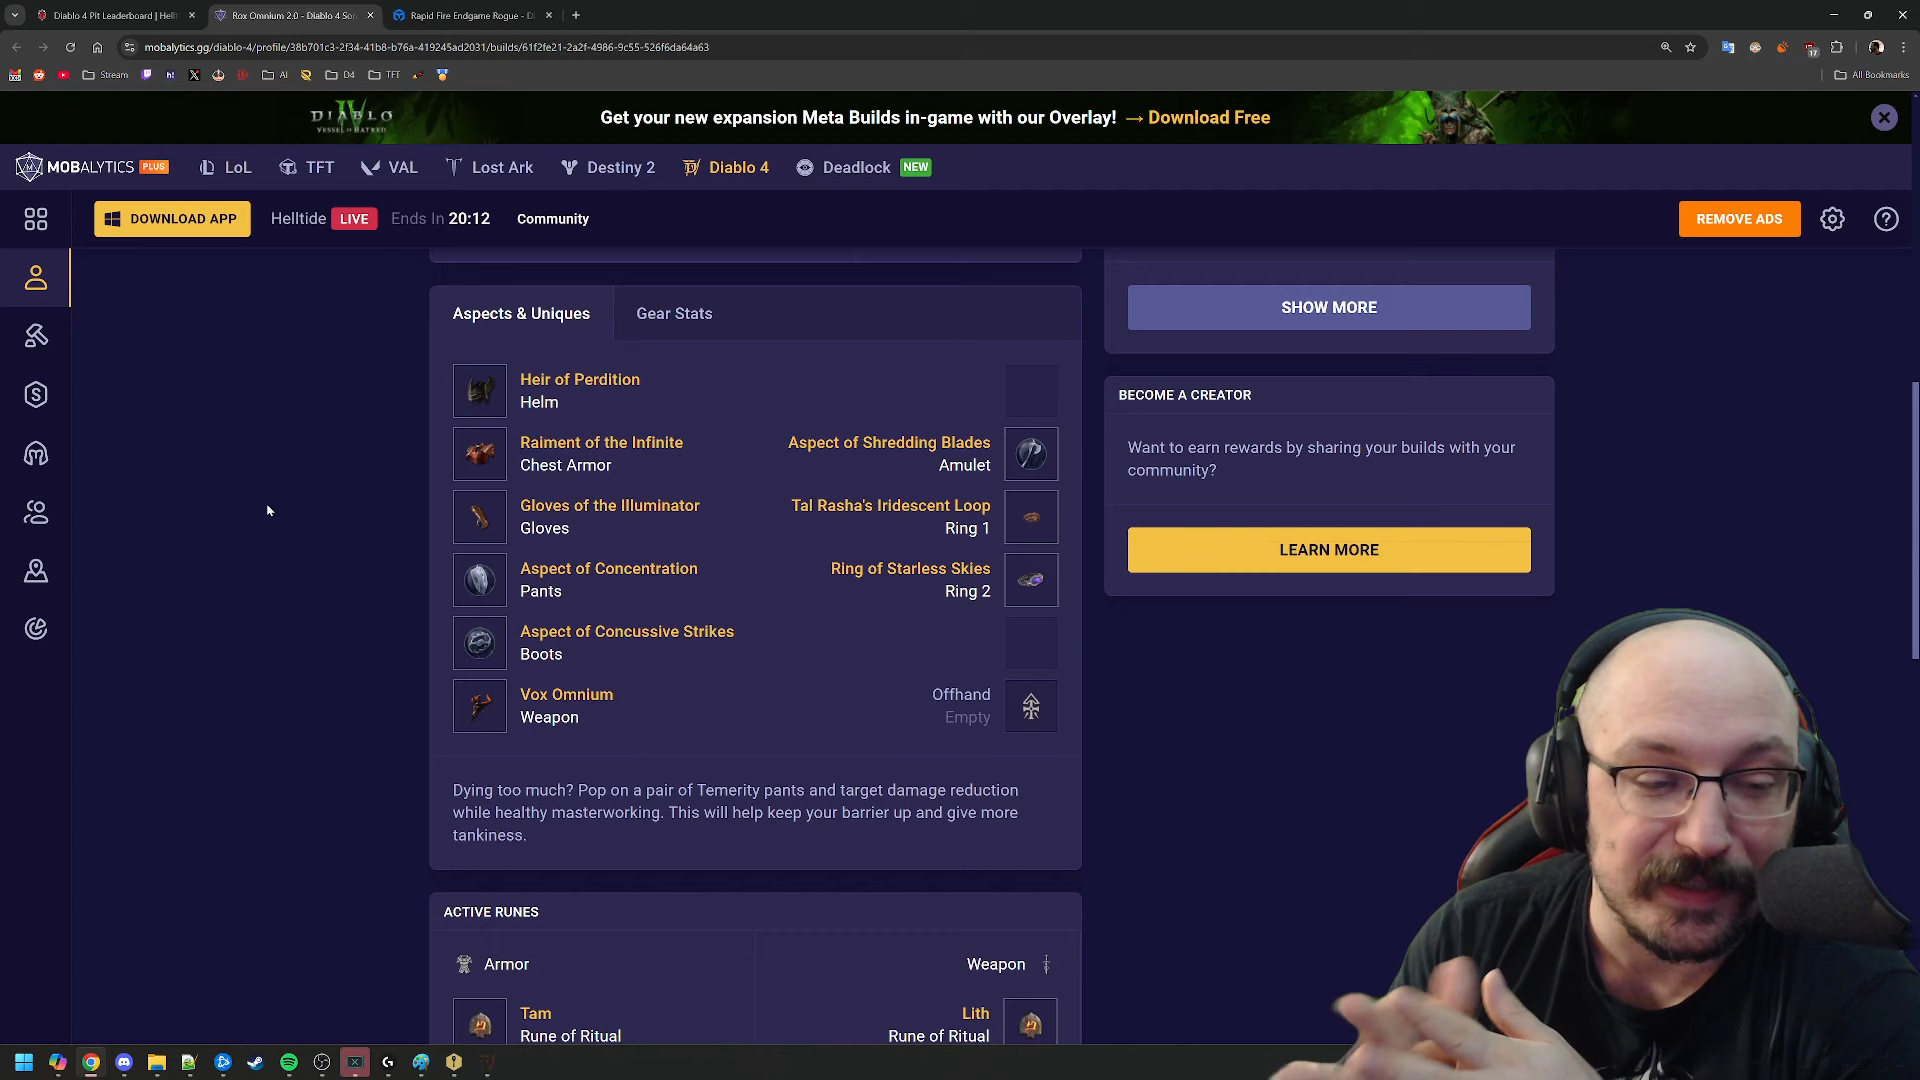 Diablo 4 Pit Leaderboard | Hellt
Rox Omnium 2.0 - Diablo 4 Sor
Rapid Fire Endgame Rogue - Di
mobalytics.gg/diablo-4/profile/38b701c3-2f34-41b8-b76a-419245ad2031/builds/61f2fe21-2a2f-4986-9c55-526f6da64a63
17
Stream
AI
D4
TFT
All Bookmarks
DIABLO
VESSEL OF HATRED
Get your new expansion Meta Builds in-game with our Overlay! → Download Free
MOBALYTICS PLUS
LoL
TFT
VAL
Lost Ark
Destiny 2
Diablo 4
Deadlock NEW
DOWNLOAD APP
Helltide LIVE Ends In 20:12
Community
REMOVE ADS
Aspects & Uniques
Gear Stats
Heir of Perdition
Helm
Raiment of the Infinite
Chest Armor
Aspect of Shredding Blades
Amulet
Gloves of the Illuminator
Gloves
Tal Rasha's Iridescent Loop
Ring 1
Aspect of Concentration
Pants
Ring of Starless Skies
Ring 2
Aspect of Concussive Strikes
Boots
Vox Omnium
Weapon
Offhand
Empty
Dying too much? Pop on a pair of Temerity pants and target damage reduction
while healthy masterworking. This will help keep your barrier up and give more
tankiness.
ACTIVE RUNES
Armor
Weapon
Tam
Rune of Ritual
Lith
Rune of Ritual
SHOW MORE
BECOME A CREATOR
Want to earn rewards by sharing your builds with your
community?
LEARN MORE